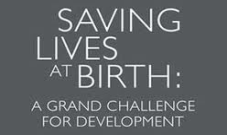 SAVING
LIVES
AT BIRTH:
A GRAND CHALLENGE
FOR DEVELOPMENT